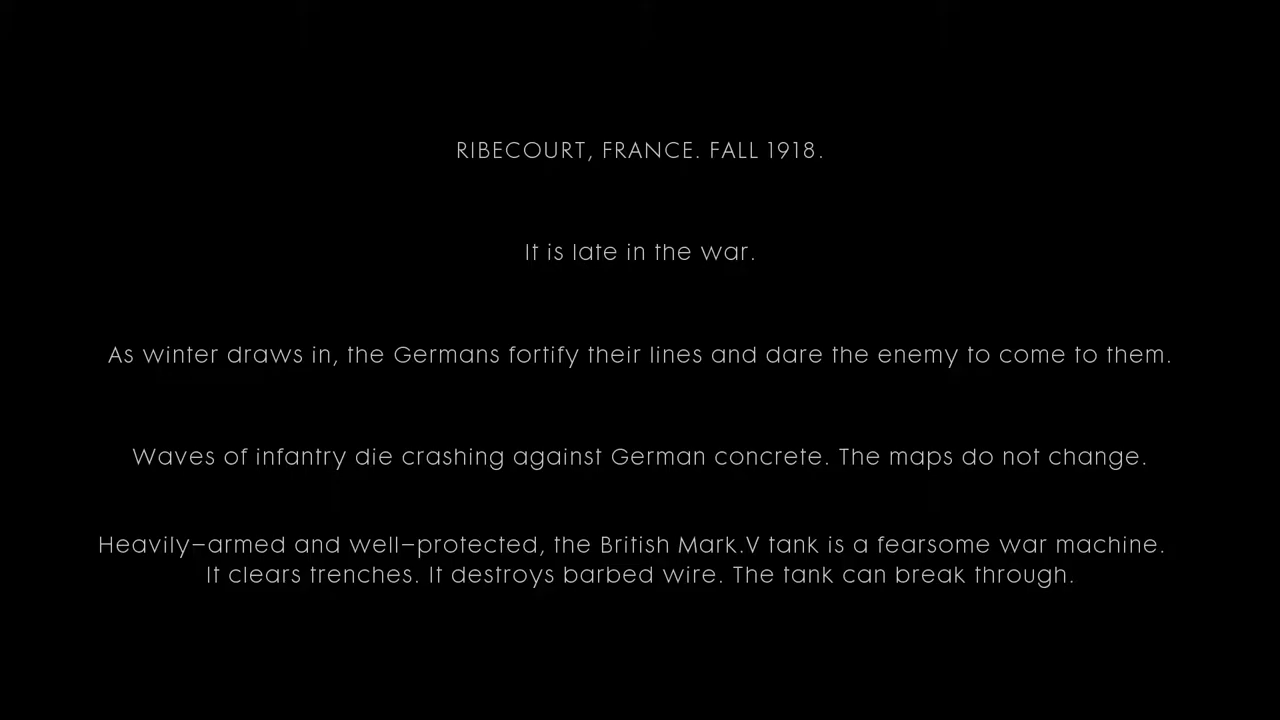 RIBECOURT, FRANCE. FALL 1918.
It is late in the war.
As winter draws in, the Germans fortify their lines and dare the enemy to come to them.
Waves of infantry die crashing against German concrete. The maps do not change.
Heavily-armed and well-protected, the British Mark.V tank is a fearsome war machine.
It clears trenches. It destroys barbed wire. The tank can break through.